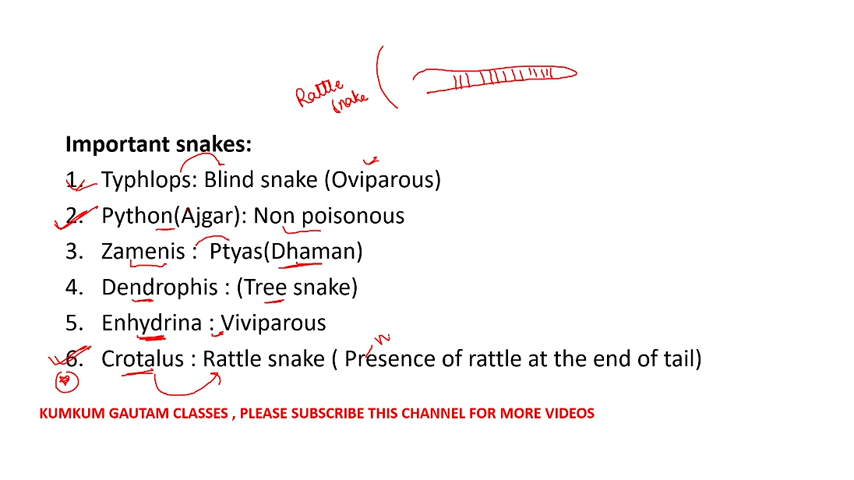 Rattle
snake
Important snakes:
1. Typhlops: Blind snake (Oviparous)
2. Python(Ajgar): Non poisonous
3. Zamenis : Ptyas(Dhaman)
4. Dendrophis : (Tree snake)
5. Enhydrina : Viviparous
6. Crotalus : Rattle snake ( Presence of rattle at the end of tail)
KUMKUM GAUTAM CLASSES , PLEASE SUBSCRIBE THIS CHANNEL FOR MORE VIDEOS